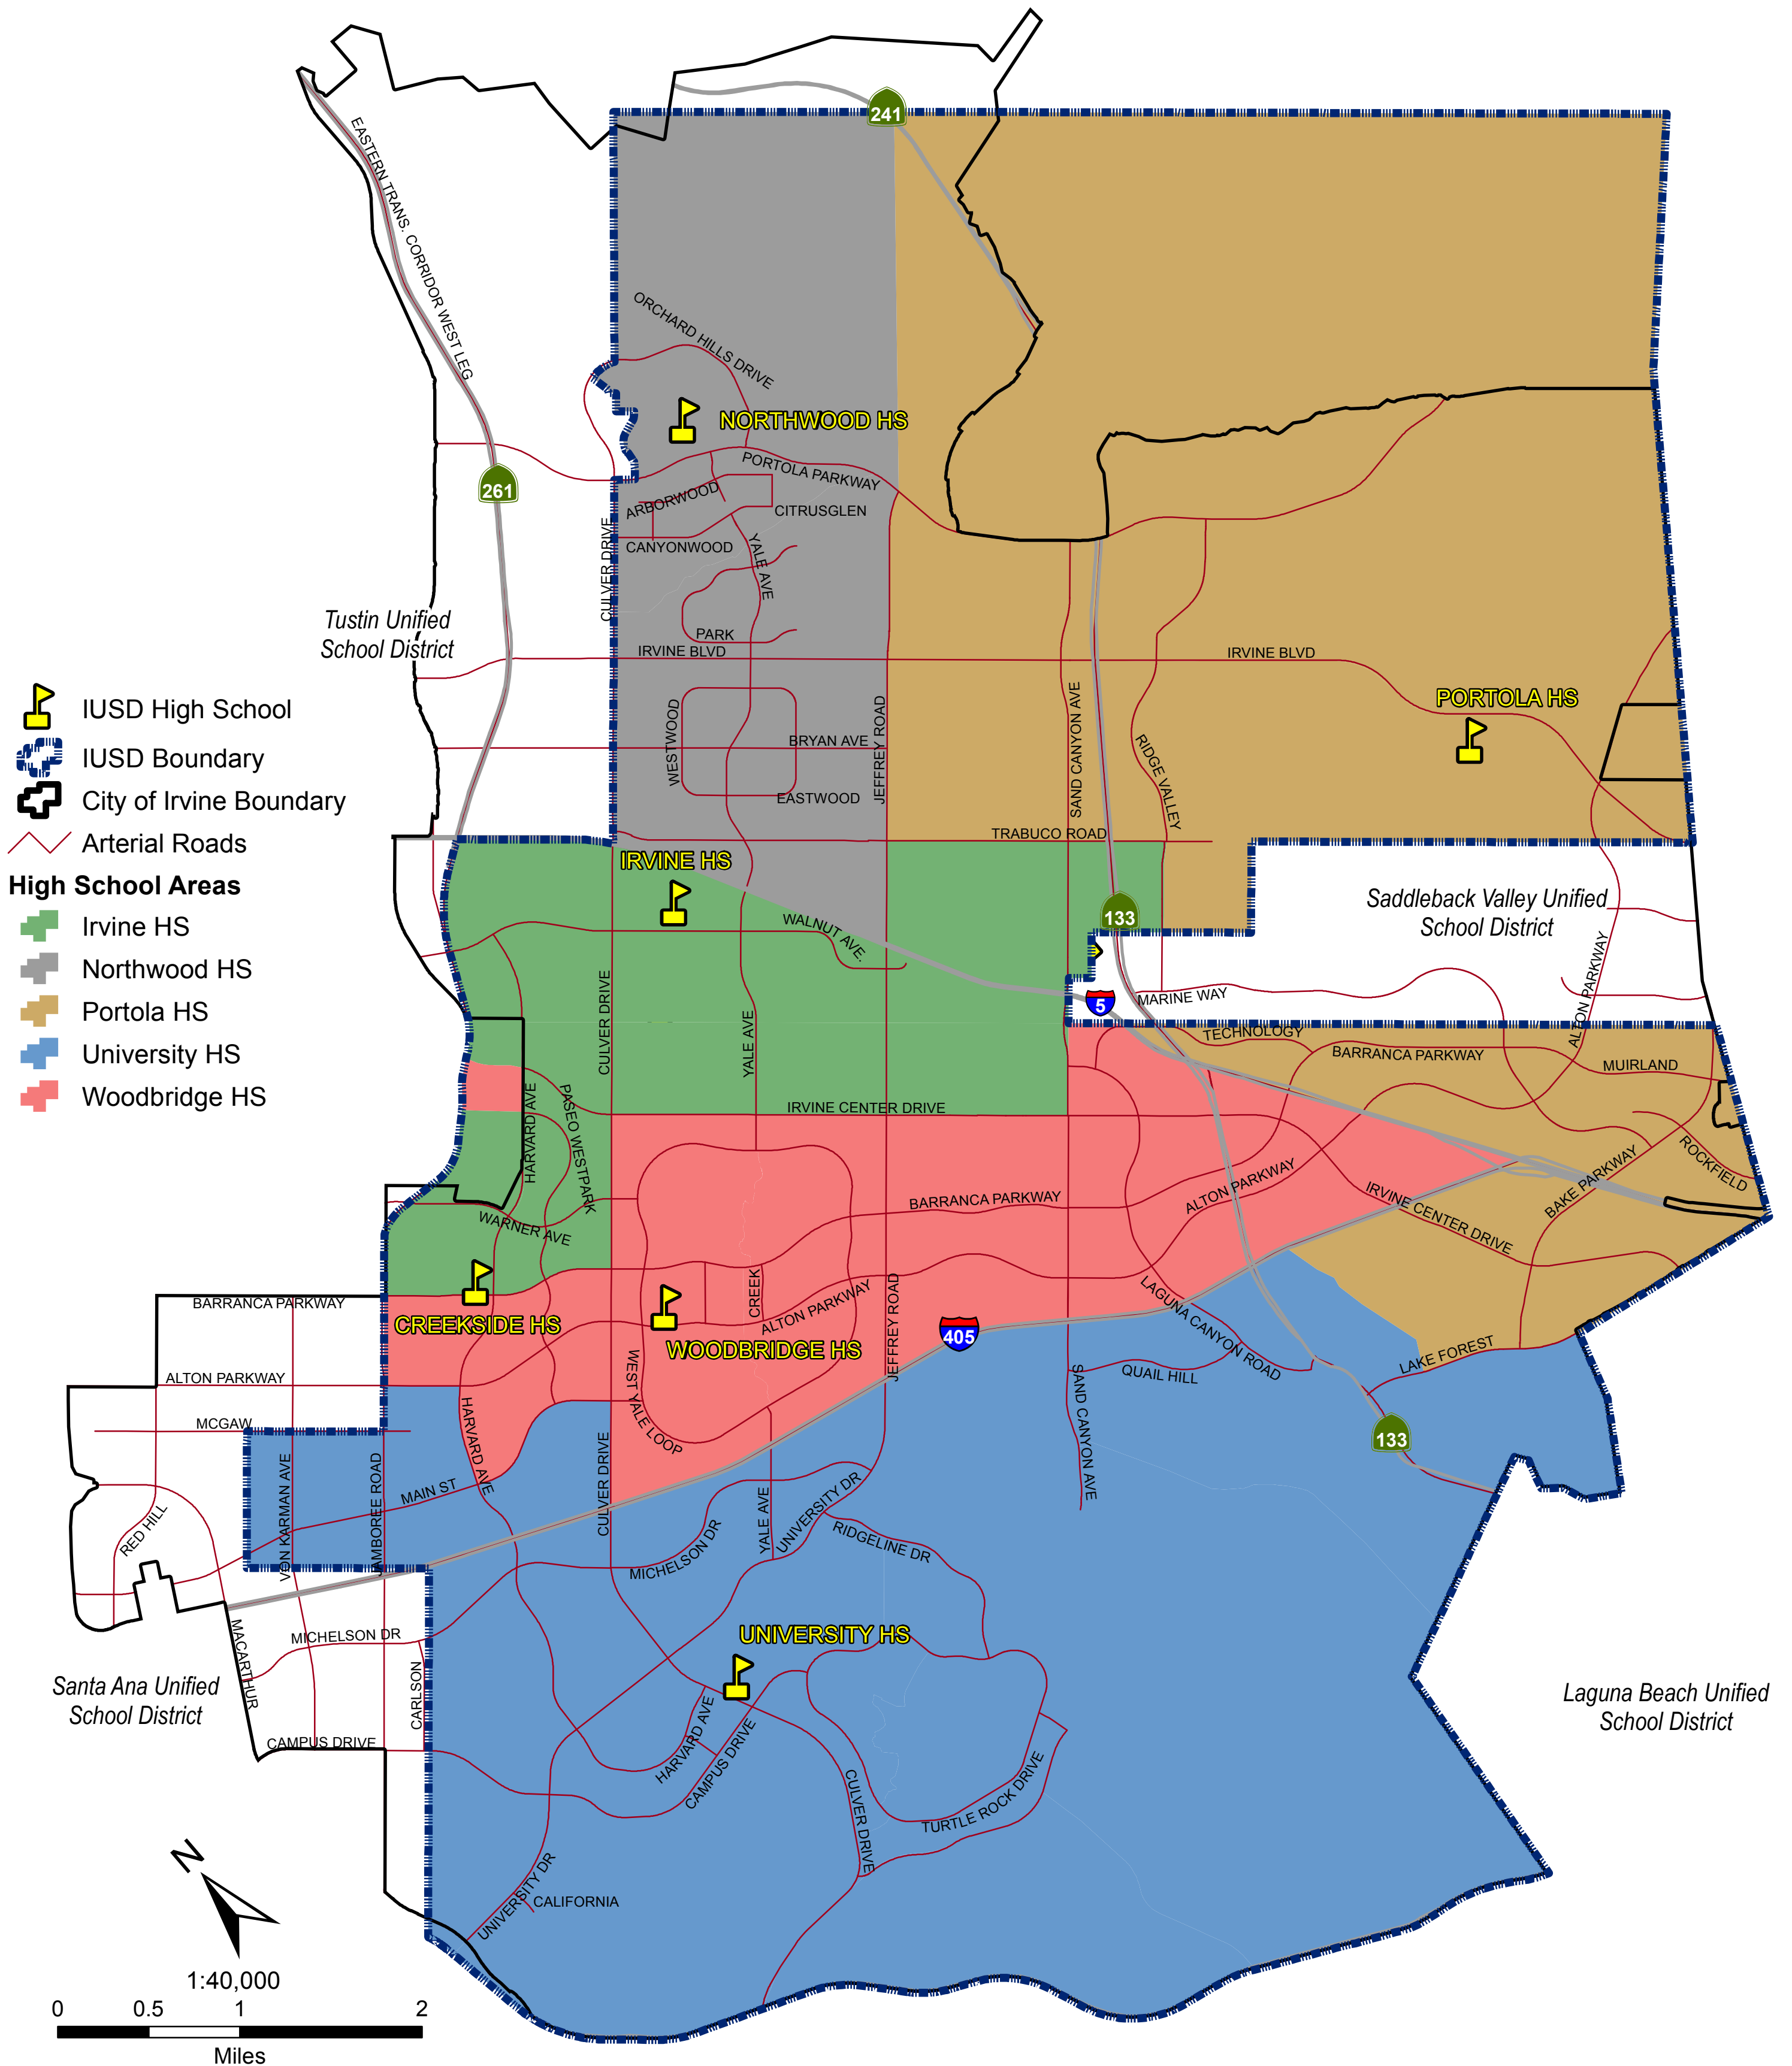 241
EASTERN TRANS. CORRIDOR WEST LEG
ORCHARD HILLS DRIVE
NORTHWOOD HS
PORTOLA PARKWAY
261
ARBORWOOD
CITRUSGLEN
CANYONWOOD
CULVER DRIVE
YALE AVE
Tustin Unified
School District
PARK
IRVINE BLVD
IRVINE BLVD
IUSD High School
IUSD Boundary
City of Irvine Boundary
Arterial Roads
High School Areas
Irvine HS
Northwood HS
Portola HS
University HS
Woodbridge HS
PORTOLA HS
WESTWOOD
BRYAN AVE
JEFFREY ROAD
SAND CANYON AVE
RIDGE VALLEY
EASTWOOD
TRABUCO ROAD
IRVINE HS
WALNUT AVE.
133
Saddleback Valley Unified
School District
ALTON PARKWAY
5
MARINE WAY
CULVER DRIVE
YALE AVE
TECHNOLOGY
BARRANCA PARKWAY
MUIRLAND
HARVARD AVE
PASEO WESTPARK
IRVINE CENTER DRIVE
ROCKFIELD
BAKE PARKWAY
ALTON PARKWAY
BARRANCA PARKWAY
IRVINE CENTER DRIVE
WARNER AVE
BARRANCA PARKWAY
CREEKSIDE HS
CREEK
ALTON PARKWAY
WOODBRIDGE HS
JEFFREY ROAD
405
LAGUNA CANYON ROAD
LAKE FOREST
QUAIL HILL
SAND CANYON AVE
ALTON PARKWAY
MCGAW
HARVARD AVE
WEST YALE LOOP
133
VON KARMAN AVE
JAMBOREE ROAD
MAIN ST
CULVER DRIVE
YALE AVE
UNIVERSITY DR
RED HILL
MICHELSON DR
RIDGELINE DR
MACARTHUR
MICHELSON DR
CARLSON
UNIVERSITY HS
Santa Ana Unified
School District
Laguna Beach Unified
School District
CAMPUS DRIVE
HARVARD AVE
CAMPUS DRIVE
CULVER DRIVE
TURTLE ROCK DRIVE
UNIVERSITY DR
CALIFORNIA
N
1:40,000
0 0.5 1 2
Miles